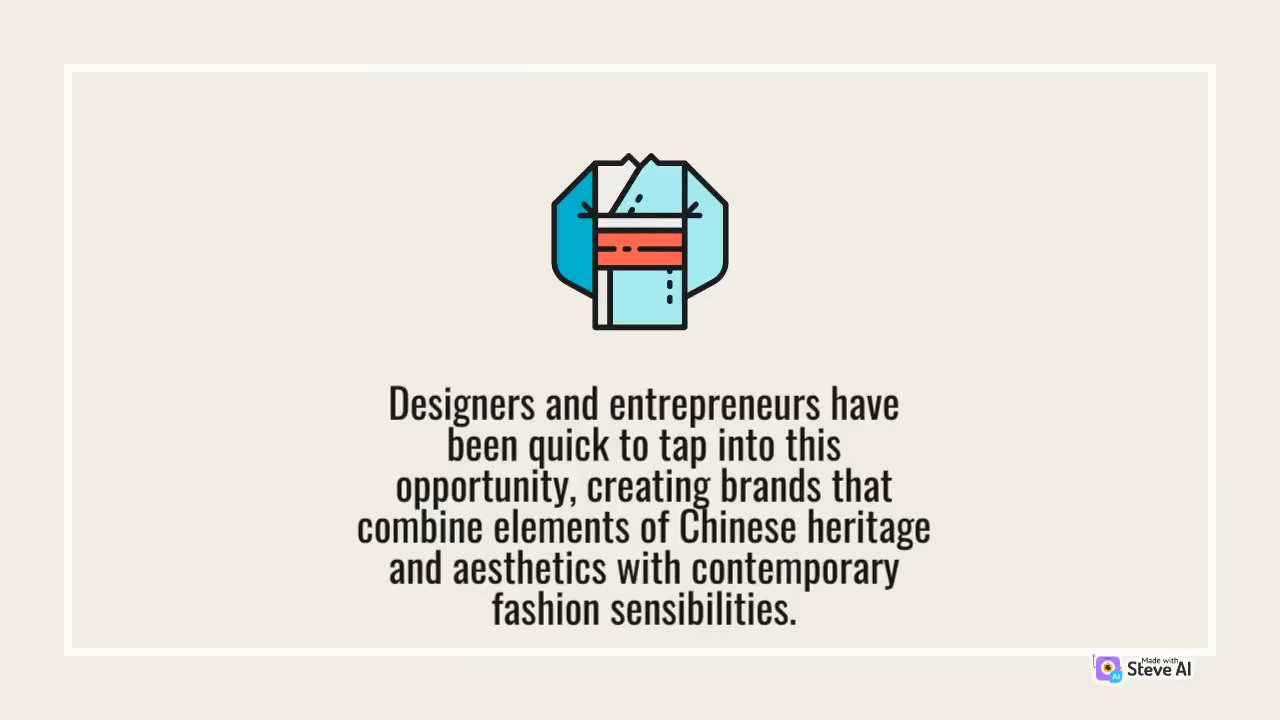 Designers and entrepreneurs have
been quick to tap into this
opportunity, creating brands that
combine elements of Chinese heritage
and aesthetics with contemporary
fashion sensibilities.
Made with
Steve AI
AI